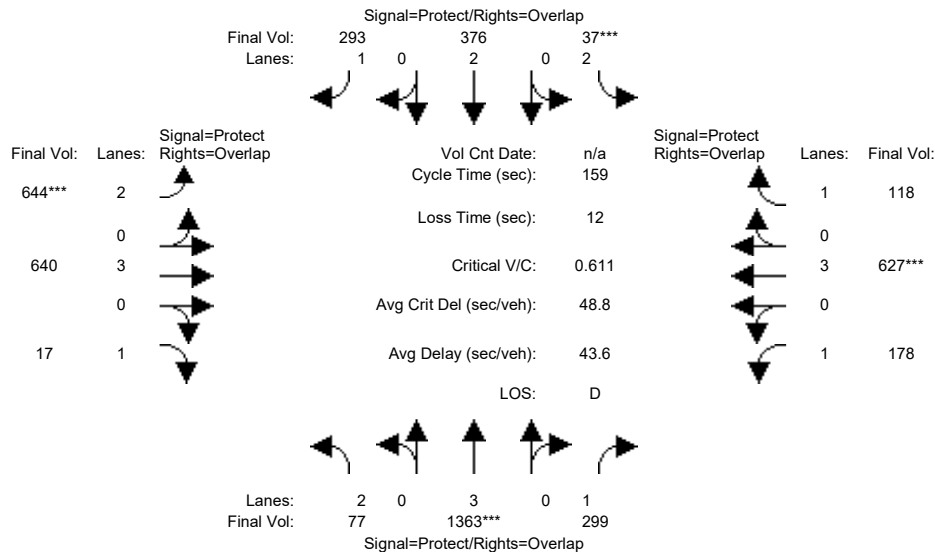 Signal=Protect/Rights=Overlap
Final Vol: 293 376 37***
Lanes: 1 0 2 0 2
Signal=Protect Signal=Protect
Final Vol: Lanes: Rights=Overlap Vol Cnt Date: n/a Rights=Overlap Lanes: Final Vol:
Cycle Time (sec): 159
644*** 2 1 118
Loss Time (sec): 12
0 0
640 3 Critical V/C: 0.611 3 627***
0 Avg Crit Del (sec/veh): 48.8 0
17 1 Avg Delay (sec/veh): 43.6 1 178
LOS: D
Lanes: 2 0 3 0 1
Final Vol: 77 1363*** 299
Signal=Protect/Rights=Overlap